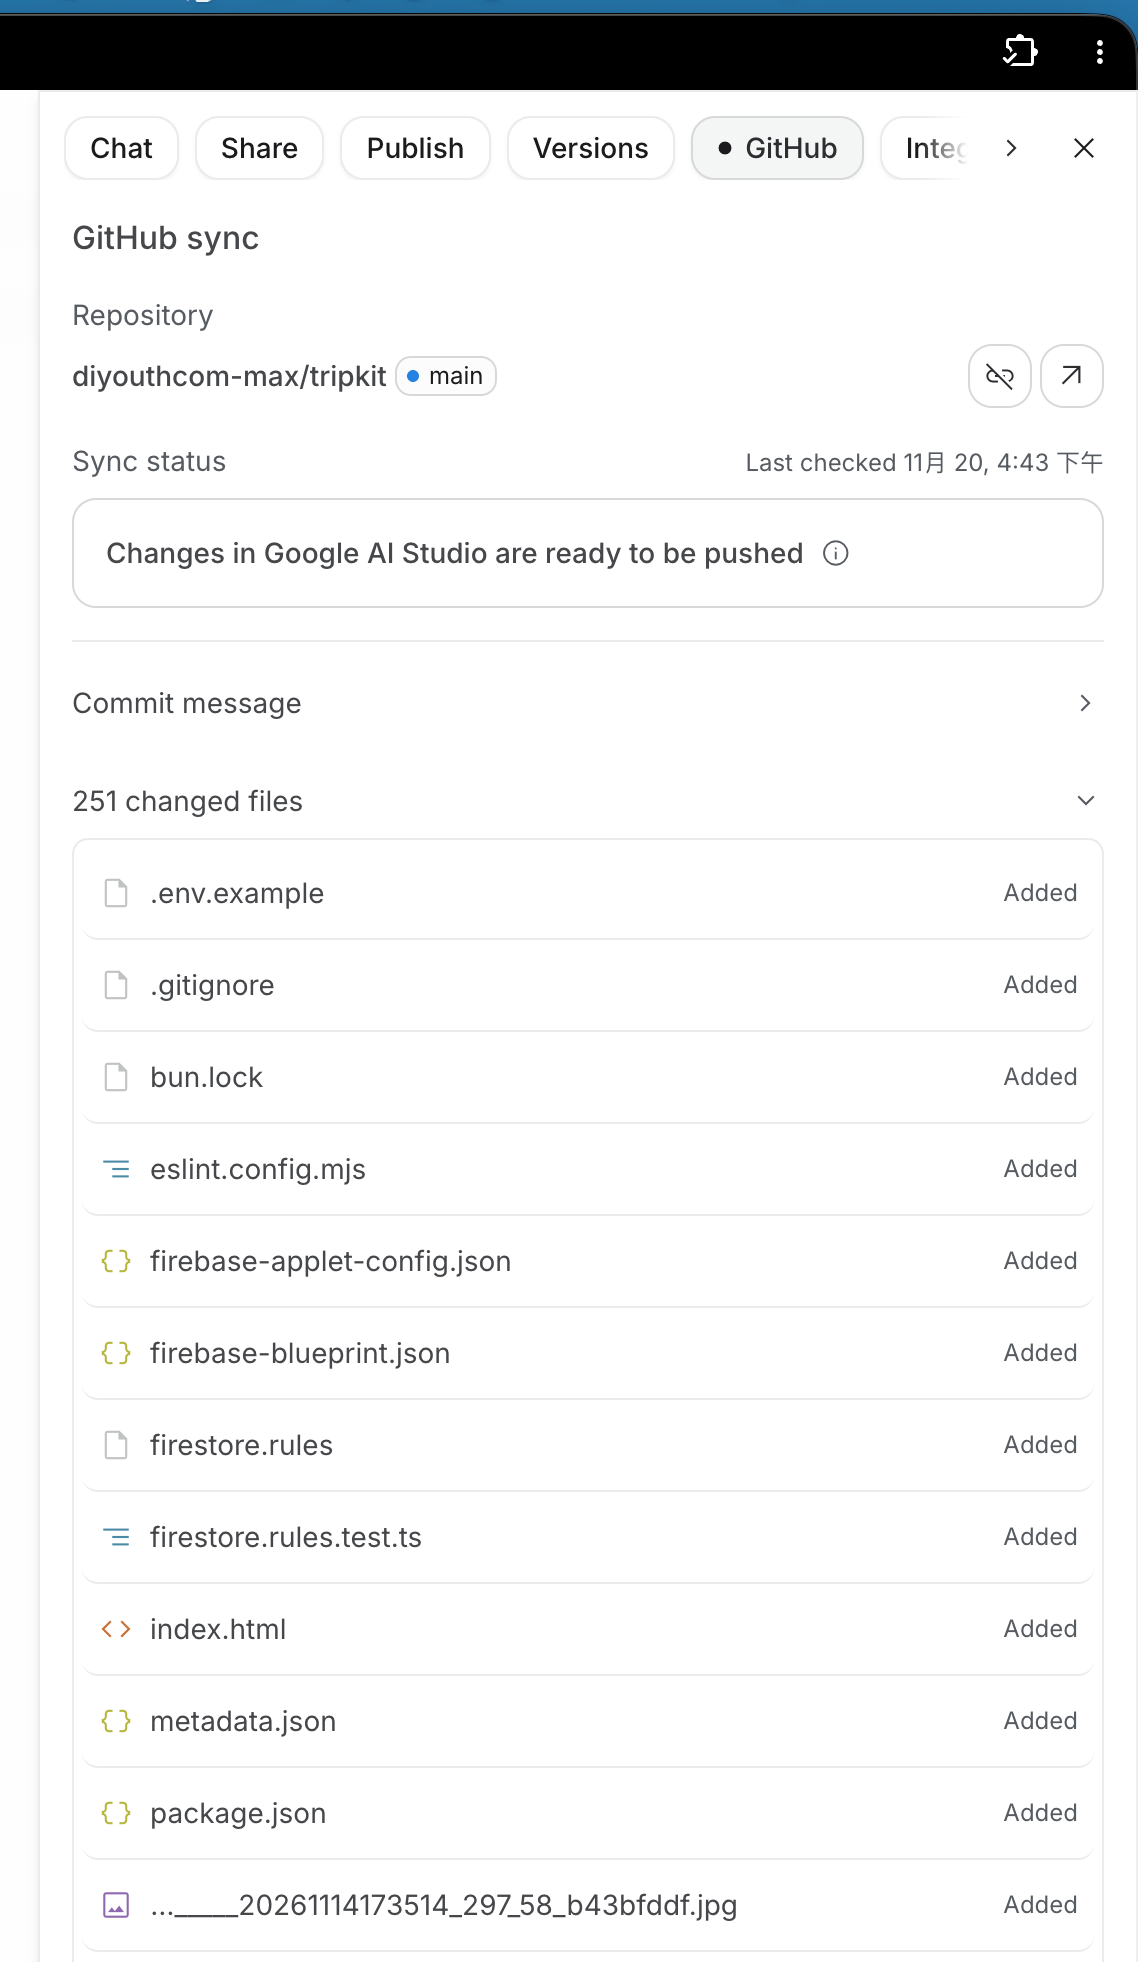 Chat
Share
Publish
Versions
GitHub
GitHub sync
Repository
diyouthcom-max/tripkit
main
Sync status
Last checked 11月 20, 4:43 下午
Changes in Google AI Studio are ready to be pushed
Commit message
251 changed files
.env.example Added
.gitignore Added
bun.lock Added
eslint.config.mjs Added
firebase-applet-config.json Added
firebase-blueprint.json Added
firestore.rules Added
firestore.rules.test.ts Added
index.html Added
metadata.json Added
package.json Added
..._____20261114173514_297_58_b43bfddf.jpg Added